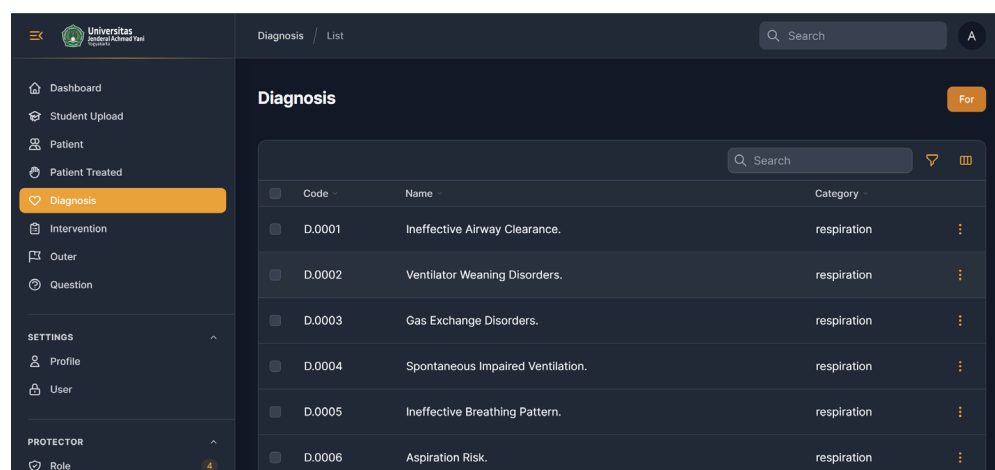 Universitas
Jenderal Achmad Yani
Yogyakarta
Diagnosis / List
Search
A
Dashboard
Student Upload
Patient
Patient Treated
Diagnosis
Intervention
Outer
Question
SETTINGS
Profile
User
PROTECTOR
Role 4
Diagnosis
For
Search
Code Name Category
D.0001 Ineffective Airway Clearance. respiration
D.0002 Ventilator Weaning Disorders. respiration
D.0003 Gas Exchange Disorders. respiration
D.0004 Spontaneous Impaired Ventilation. respiration
D.0005 Ineffective Breathing Pattern. respiration
D.0006 Aspiration Risk. respiration